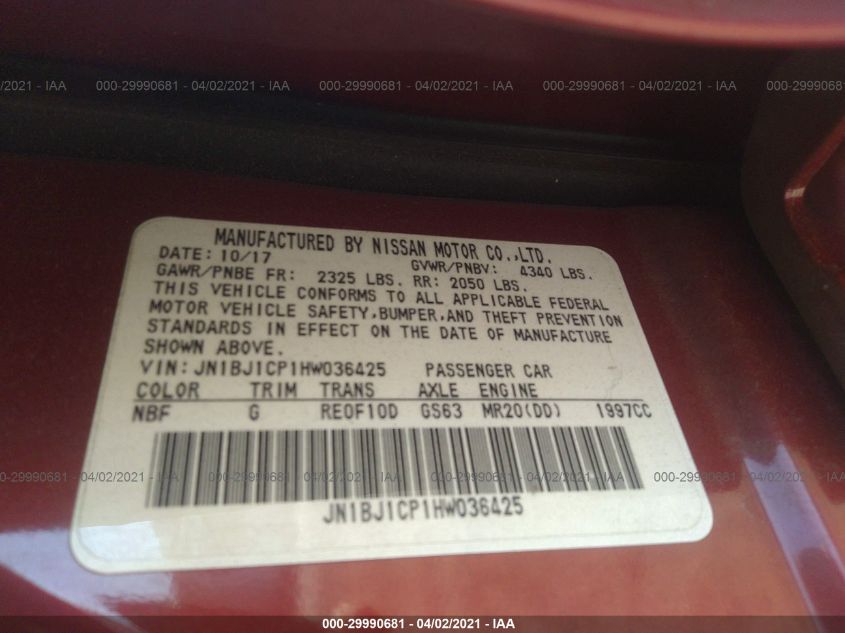 000-29990681 - 04/02/2021 - IAA 000-29990681 - 04/02/2021 - IAA 000-29990681 - 04/02/2021 - IAA
MANUFACTURED BY NISSAN MOTOR CO.,LTD.
DATE: 10/17 GVWR/PNBV: 4340 LBS.
GAWR/PNBE FR: 2325 LBS. RR: 2050 LBS.
THIS VEHICLE CONFORMS TO ALL APPLICABLE FEDERAL
MOTOR VEHICLE SAFETY,BUMPER,AND THEFT PREVENTION
STANDARDS IN EFFECT ON THE DATE OF MANUFACTURE
SHOWN ABOVE.
VIN: JN1BJ1CP1HW036425 PASSENGER CAR
COLOR TRIM TRANS AXLE ENGINE
NBF G RE0F10D GS63 MR20(DD) 1997CC
29990681 - 04/02/2021 - IAA 000-29990681 - 04/02/2021 - IAA 000-29990681 - 04/02/2021 - IAA 000-29990681 - 04/02/2021
JN1BJ1CP1HW036425
000-29990681 - 04/02/2021 - IAA